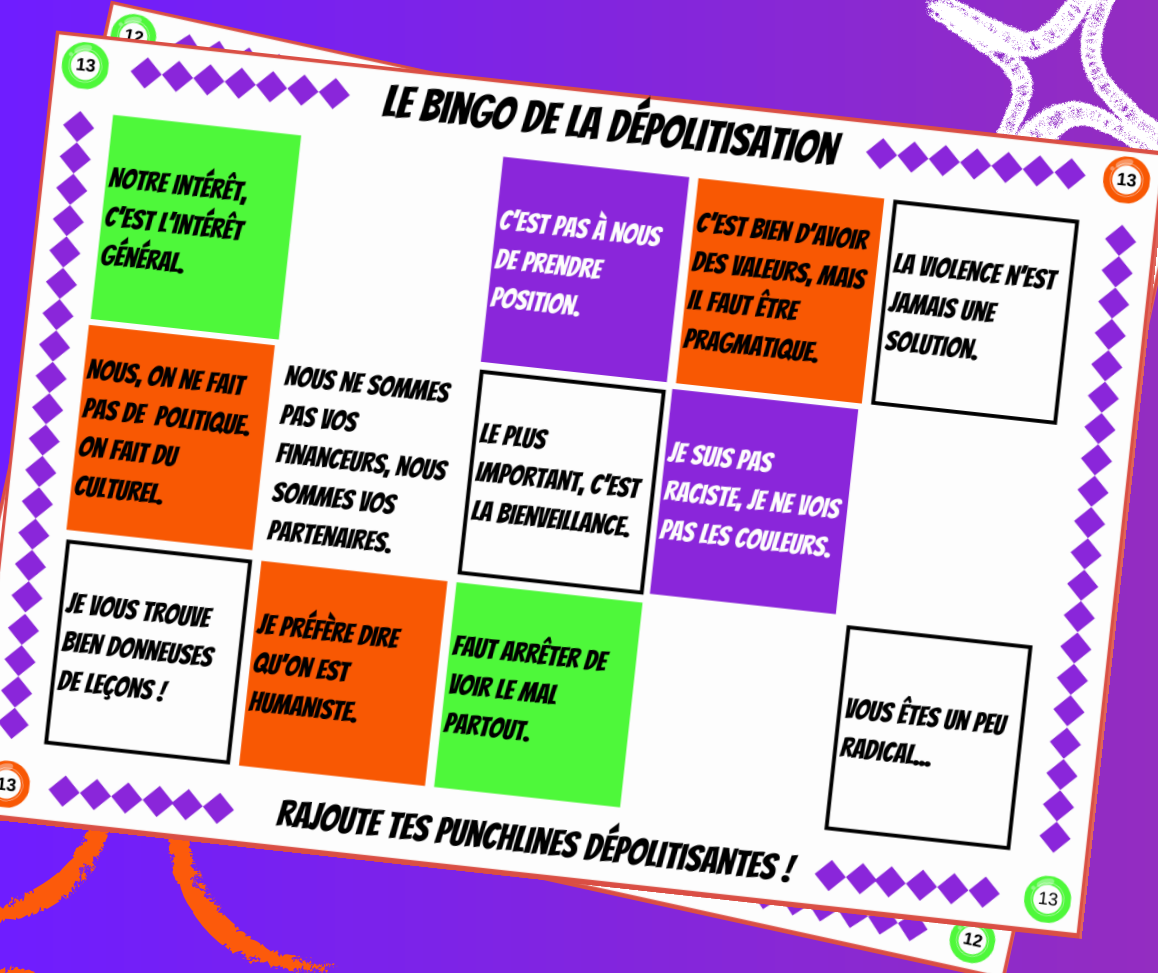 12
13
LE BINGO DE LA DÉPOLITISATION
13
NOTRE INTÉRÊT,
C'EST L'INTÉRÊT
GÉNÉRAL.
C'EST PAS À NOUS
DE PRENDRE
POSITION.
C'EST BIEN D'AVOIR
DES VALEURS, MAIS
IL FAUT ÊTRE
PRAGMATIQUE.
LA VIOLENCE N'EST
JAMAIS UNE
SOLUTION.
NOUS, ON NE FAIT
PAS DE POLITIQUE.
ON FAIT DU
CULTUREL.
NOUS NE SOMMES
PAS VOS
FINANCEURS, NOUS
SOMMES VOS
PARTENAIRES.
LE PLUS
IMPORTANT, C'EST
LA BIENVEILLANCE.
JE SUIS PAS
RACISTE, JE NE VOIS
PAS LES COULEURS.
JE VOUS TROUVE
BIEN DONNEUSES
DE LEÇONS !
JE PRÉFÈRE DIRE
QU'ON EST
HUMANISTE.
FAUT ARRÊTER DE
VOIR LE MAL
PARTOUT.
VOUS ÊTES UN PEU
RADICAL...
13
RAJOUTE TES PUNCHLINES DÉPOLITISANTES !
13
12